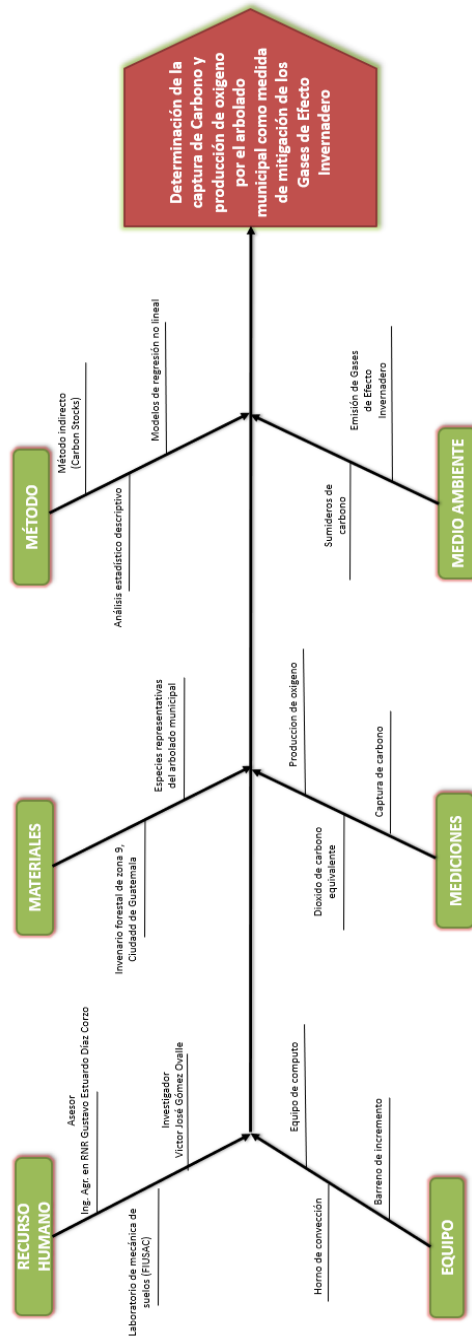 RECURSO
HUMANO
Asesor
Ing. Agr. en RNR Gustavo Estuardo Díaz Corzo
Laboratorio de mecánica de
suelos (FIUSAC)
Investigador
Victor José Gómez Ovalle
MATERIALES
Invenario forestal de zona 9,
Ciudadd de Guatemala
Especies representativas
del arbolado municipal
MÉTODO
Método indirecto
(Carbon Stocks)
Análisis estadístico descriptivo
Modelos de regresión no lineal
Determinación de la
captura de Carbono y
producción de oxígeno
por el arbolado
municipal como medida
de mitigación de los
Gases de Efecto
Invernadero
EQUIPO
Equipo de computo
Horno de convección
Barreno de incremento
MEDICIONES
Produccion de oxigeno
Dioxido de carbono
equivalente
Captura de carbono
MEDIO AMBIENTE
Sumideros de
carbono
Emisión de Gases
de Efecto
Invernadero